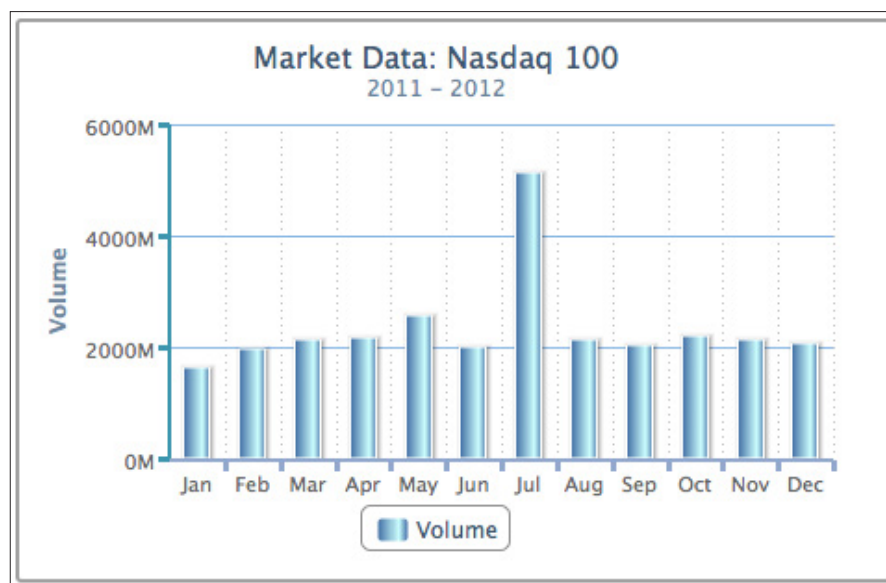 Market Data: Nasdaq 100
2011 – 2012
6000M
4000M
2000M
0M
Volume
Jan Feb Mar Apr May Jun Jul Aug Sep Oct Nov Dec
Volume